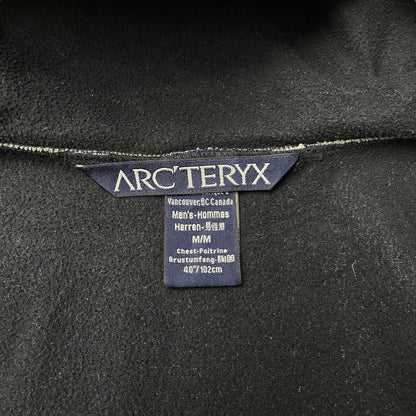 ARC'TERYX
Vancouver, BC Canada
Men's-Hommes
Herren-男性用
M/M
Chest-Poitrine
Brustumfang-胸囲
40"/102cm